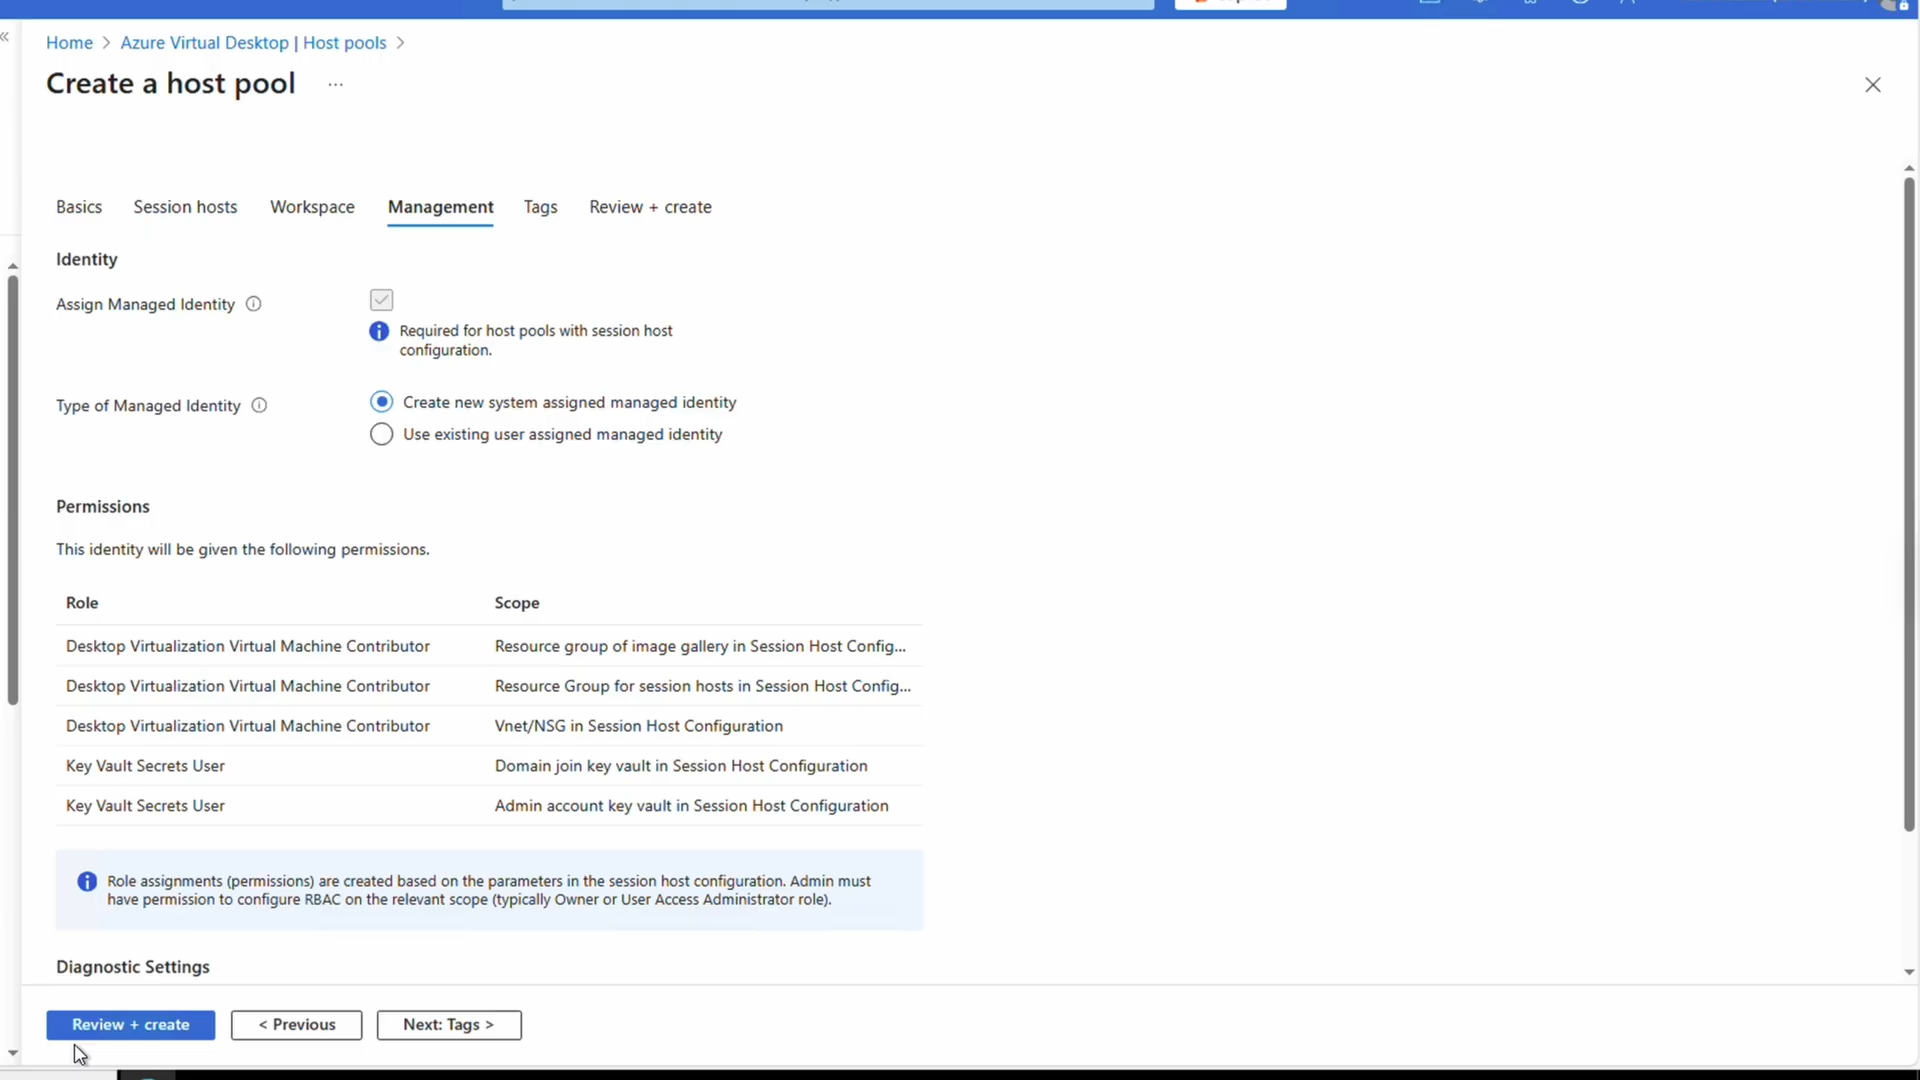 Home > Azure Virtual Desktop | Host pools >
Create a host pool ...
Basics Session hosts Workspace Management Tags Review + create
Identity
Assign Managed Identity
Required for host pools with session host
configuration.
Type of Managed Identity
Create new system assigned managed identity
Use existing user assigned managed identity
Permissions
This identity will be given the following permissions.
Role Scope
Desktop Virtualization Virtual Machine Contributor Resource group of image gallery in Session Host Config...
Desktop Virtualization Virtual Machine Contributor Resource Group for session hosts in Session Host Config...
Desktop Virtualization Virtual Machine Contributor Vnet/NSG in Session Host Configuration
Key Vault Secrets User Domain join key vault in Session Host Configuration
Key Vault Secrets User Admin account key vault in Session Host Configuration
Role assignments (permissions) are created based on the parameters in the session host configuration. Admin must
have permission to configure RBAC on the relevant scope (typically Owner or User Access Administrator role).
Diagnostic Settings
Review + create < Previous Next: Tags >